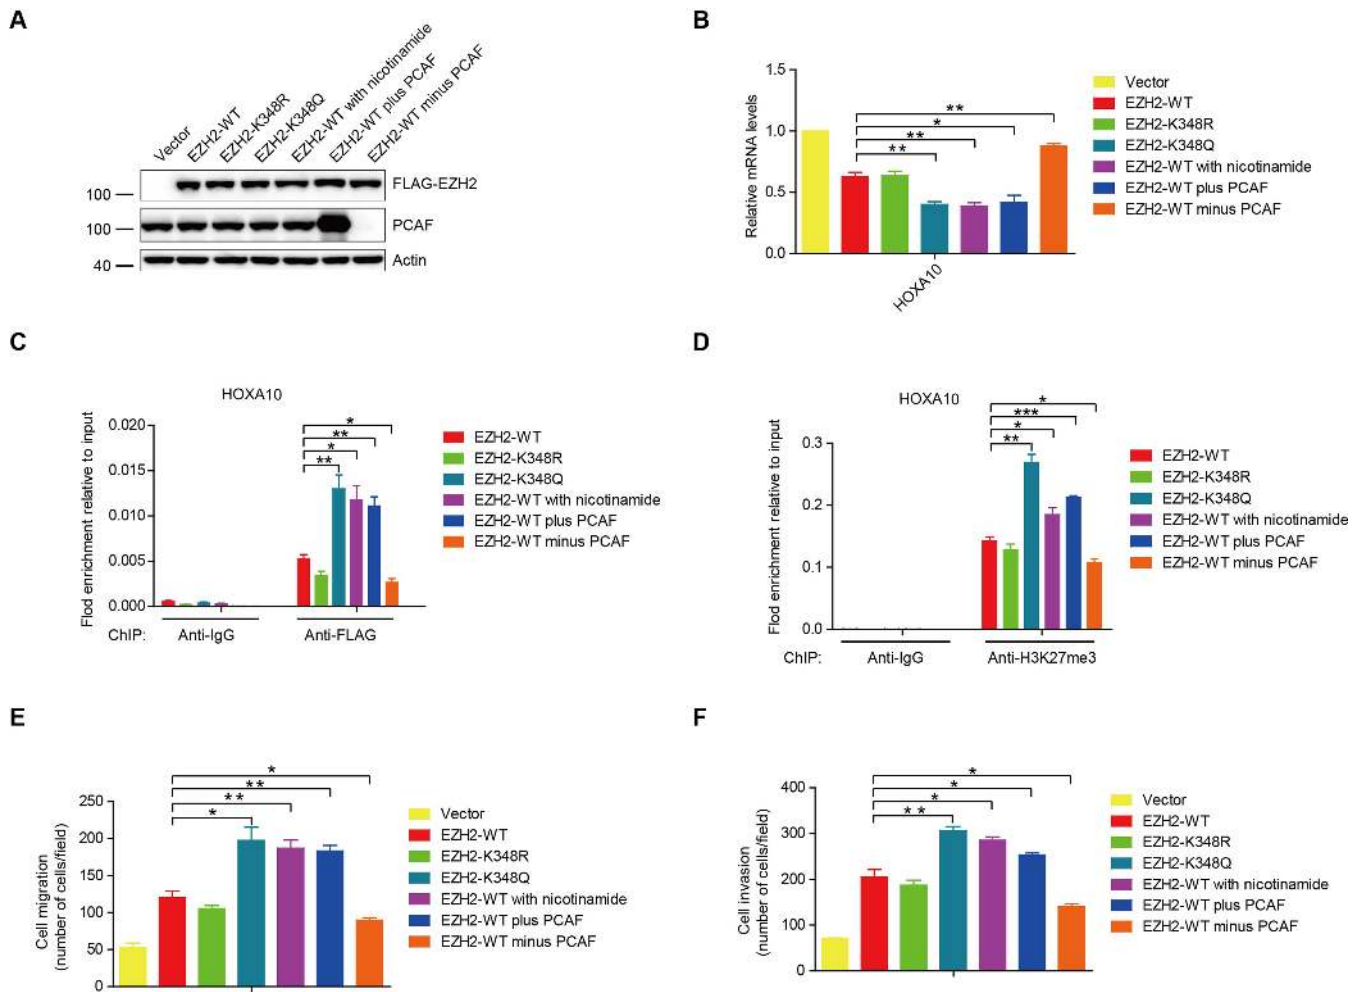 A
Vector
EZH2-WT
EZH2-K348R
EZH2-K348Q
EZH2-WT with nicotinamide
EZH2-WT plus PCAF
EZH2-WT minus PCAF
100
FLAG-EZH2
100
PCAF
40
Actin
B
Relative mRNA levels
1.5
1.0
0.5
0.0
**
*
**
**
HOXA10
Vector
EZH2-WT
EZH2-K348R
EZH2-K348Q
EZH2-WT with nicotinamide
EZH2-WT plus PCAF
EZH2-WT minus PCAF
C
HOXA10
Flod enrichment relative to input
0.020
0.015
0.010
0.005
0.000
*
**
*
**
ChIP:
Anti-IgG
Anti-FLAG
EZH2-WT
EZH2-K348R
EZH2-K348Q
EZH2-WT with nicotinamide
EZH2-WT plus PCAF
EZH2-WT minus PCAF
D
HOXA10
Flod enrichment relative to input
0.3
0.2
0.1
0.0
*
***
*
**
ChIP:
Anti-IgG
Anti-H3K27me3
EZH2-WT
EZH2-K348R
EZH2-K348Q
EZH2-WT with nicotinamide
EZH2-WT plus PCAF
EZH2-WT minus PCAF
E
Cell migration
(number of cells/field)
250
200
150
100
50
0
*
**
**
*
Vector
EZH2-WT
EZH2-K348R
EZH2-K348Q
EZH2-WT with nicotinamide
EZH2-WT plus PCAF
EZH2-WT minus PCAF
F
Cell invasion
(number of cells/field)
400
300
200
100
0
*
*
*
**
Vector
EZH2-WT
EZH2-K348R
EZH2-K348Q
EZH2-WT with nicotinamide
EZH2-WT plus PCAF
EZH2-WT minus PCAF